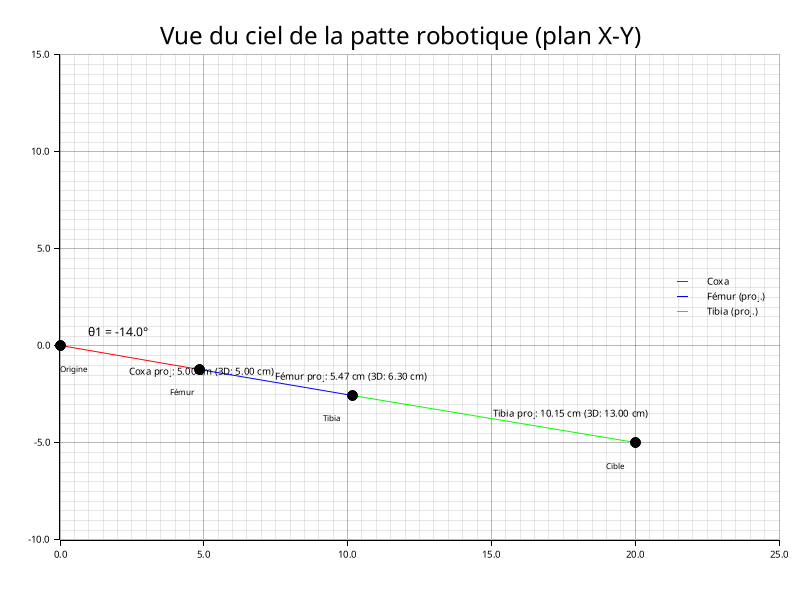 Vue du ciel de la patte robotique (plan X-Y)
15.0
10.0
5.0
0.0
-5.0
-10.0
θ1 = -14.0°
Origine
Coxa proj.: 5.00 cm (3D: 5.00 cm)
Fémur
Fémur proj.: 5.47 cm (3D: 6.30 cm)
Tibia
Tibia proj.: 10.15 cm (3D: 13.00 cm)
Cible
Coxa
Fémur (proj.)
Tibia (proj.)
0.0
5.0
10.0
15.0
20.0
25.0